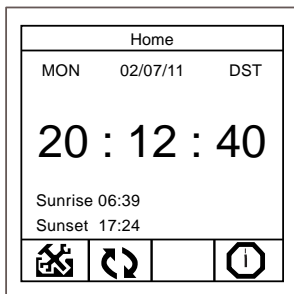 Home
MON 02/07/11 DST
20 : 12 : 40
Sunrise 06:39
Sunset 17:24
i